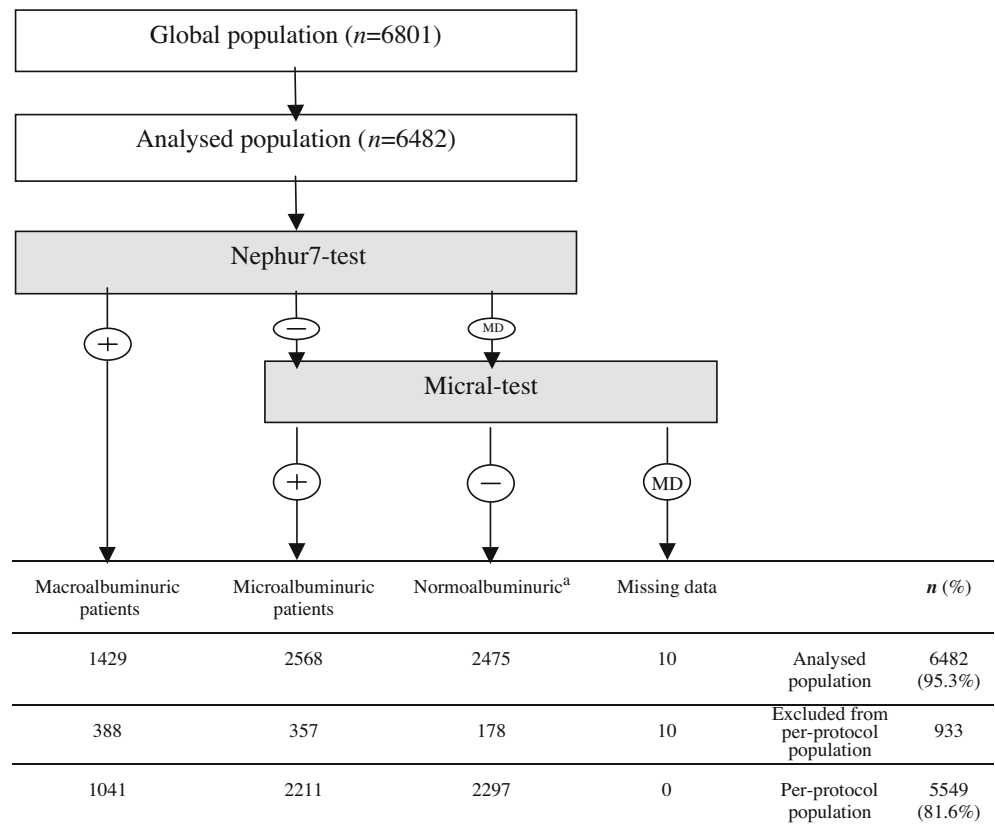 Global population (n=6801)
Analysed population (n=6482)
Nephur7-test
+
−
MD
Micral-test
+
−
MD
Macroalbuminuric
patients
Microalbuminuric
patients
Normoalbuminuricᵃ
Missing data
n (%)
1429
2568
2475
10
Analysed
population
6482
(95.3%)
388
357
178
10
Excluded from
per-protocol
population
933
1041
2211
2297
0
Per-protocol
population
5549
(81.6%)